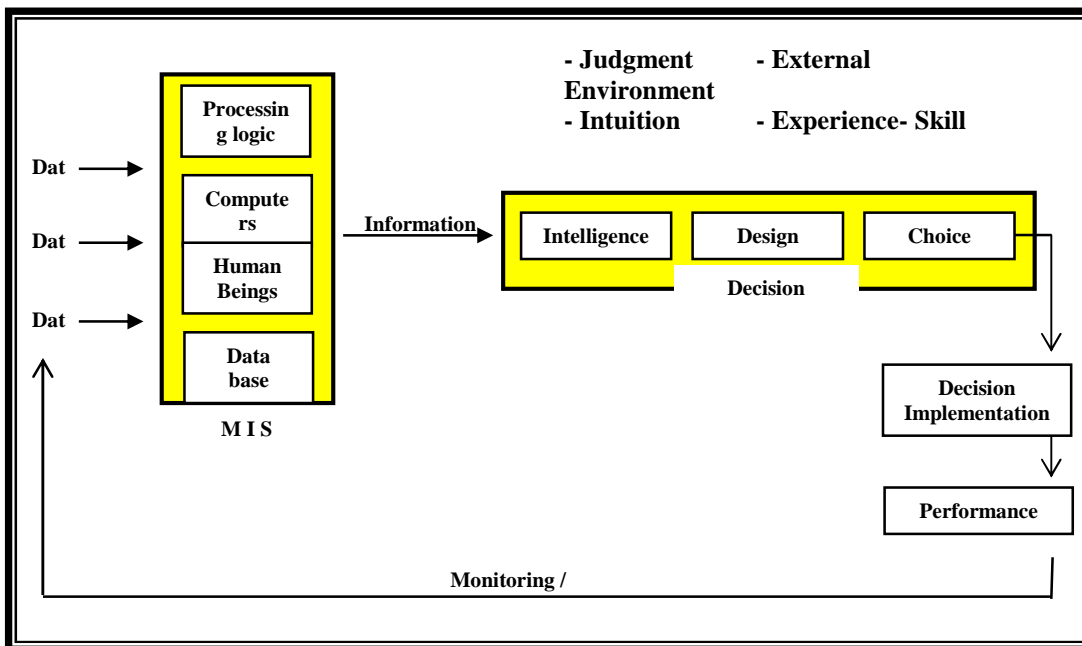 - Judgment - External
Environment
- Intuition - Experience- Skill
Processin
g logic
Dat
Compute
rs
Dat
Human
Beings
Dat
Data
base
M I S
Information
Intelligence
Design
Choice
Decision
Decision
Implementation
Performance
Monitoring /